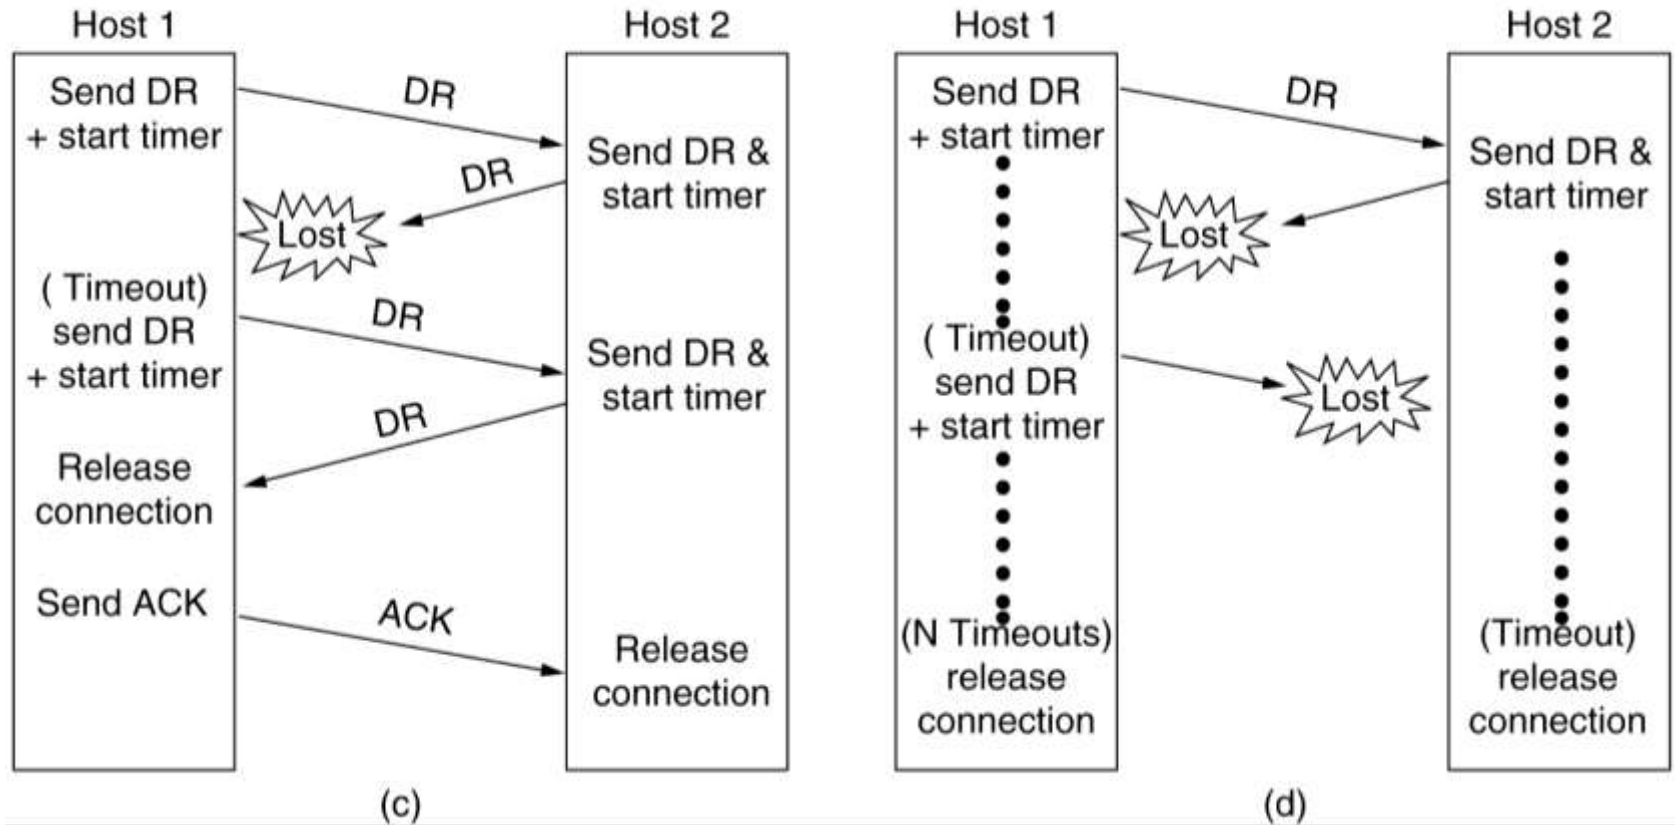 Host 1
Host 2
Send DR
+ start timer
DR
Send DR &
start timer
DR
Lost
( Timeout)
send DR
+ start timer
DR
Send DR &
start timer
DR
Release
connection
Send ACK
ACK
Release
connection
(c)
Host 1
Host 2
Send DR
+ start timer
DR
Send DR &
start timer
Lost
( Timeout)
send DR
+ start timer
Lost
(N Timeouts)
release
connection
(Timeout)
release
connection
(d)